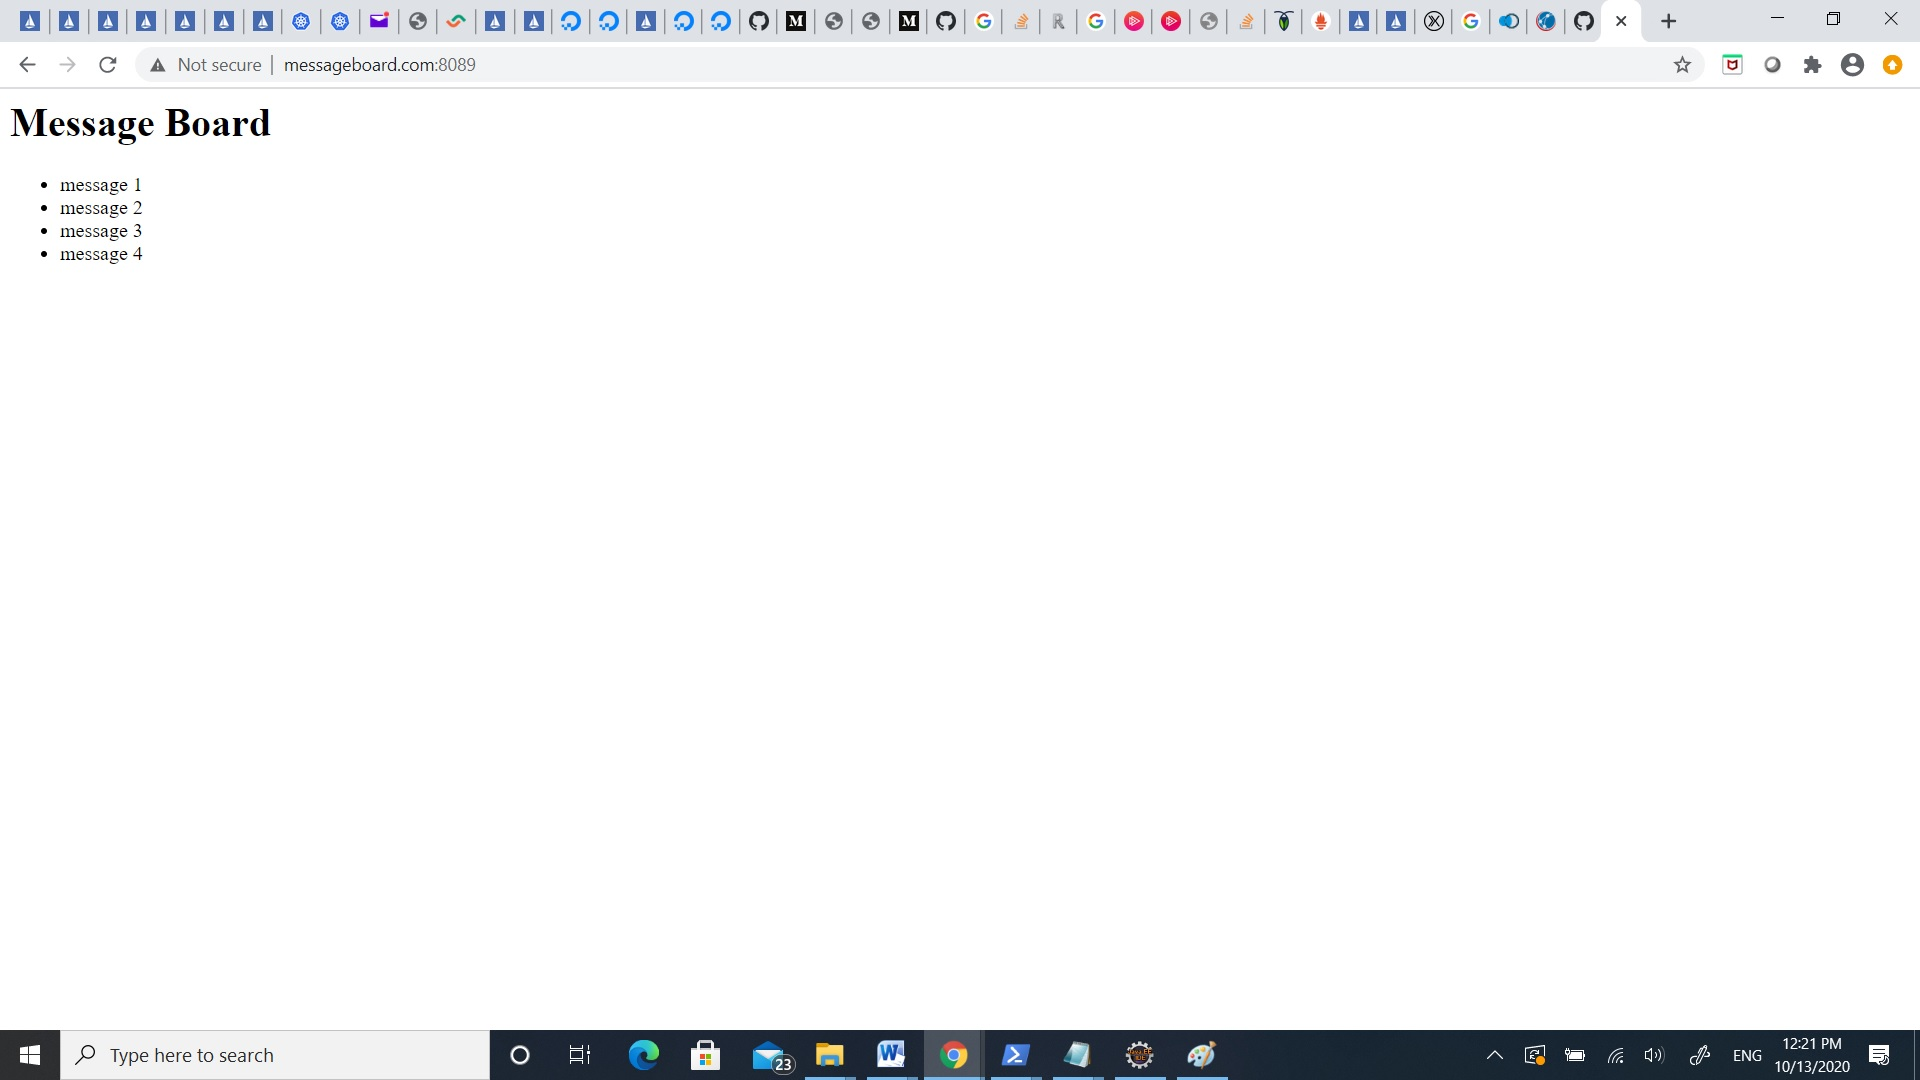 Not secure
messageboard.com:8089
Message Board
message 1
message 2
message 3
message 4
Type here to search
23
ENG
12:21 PM
10/13/2020